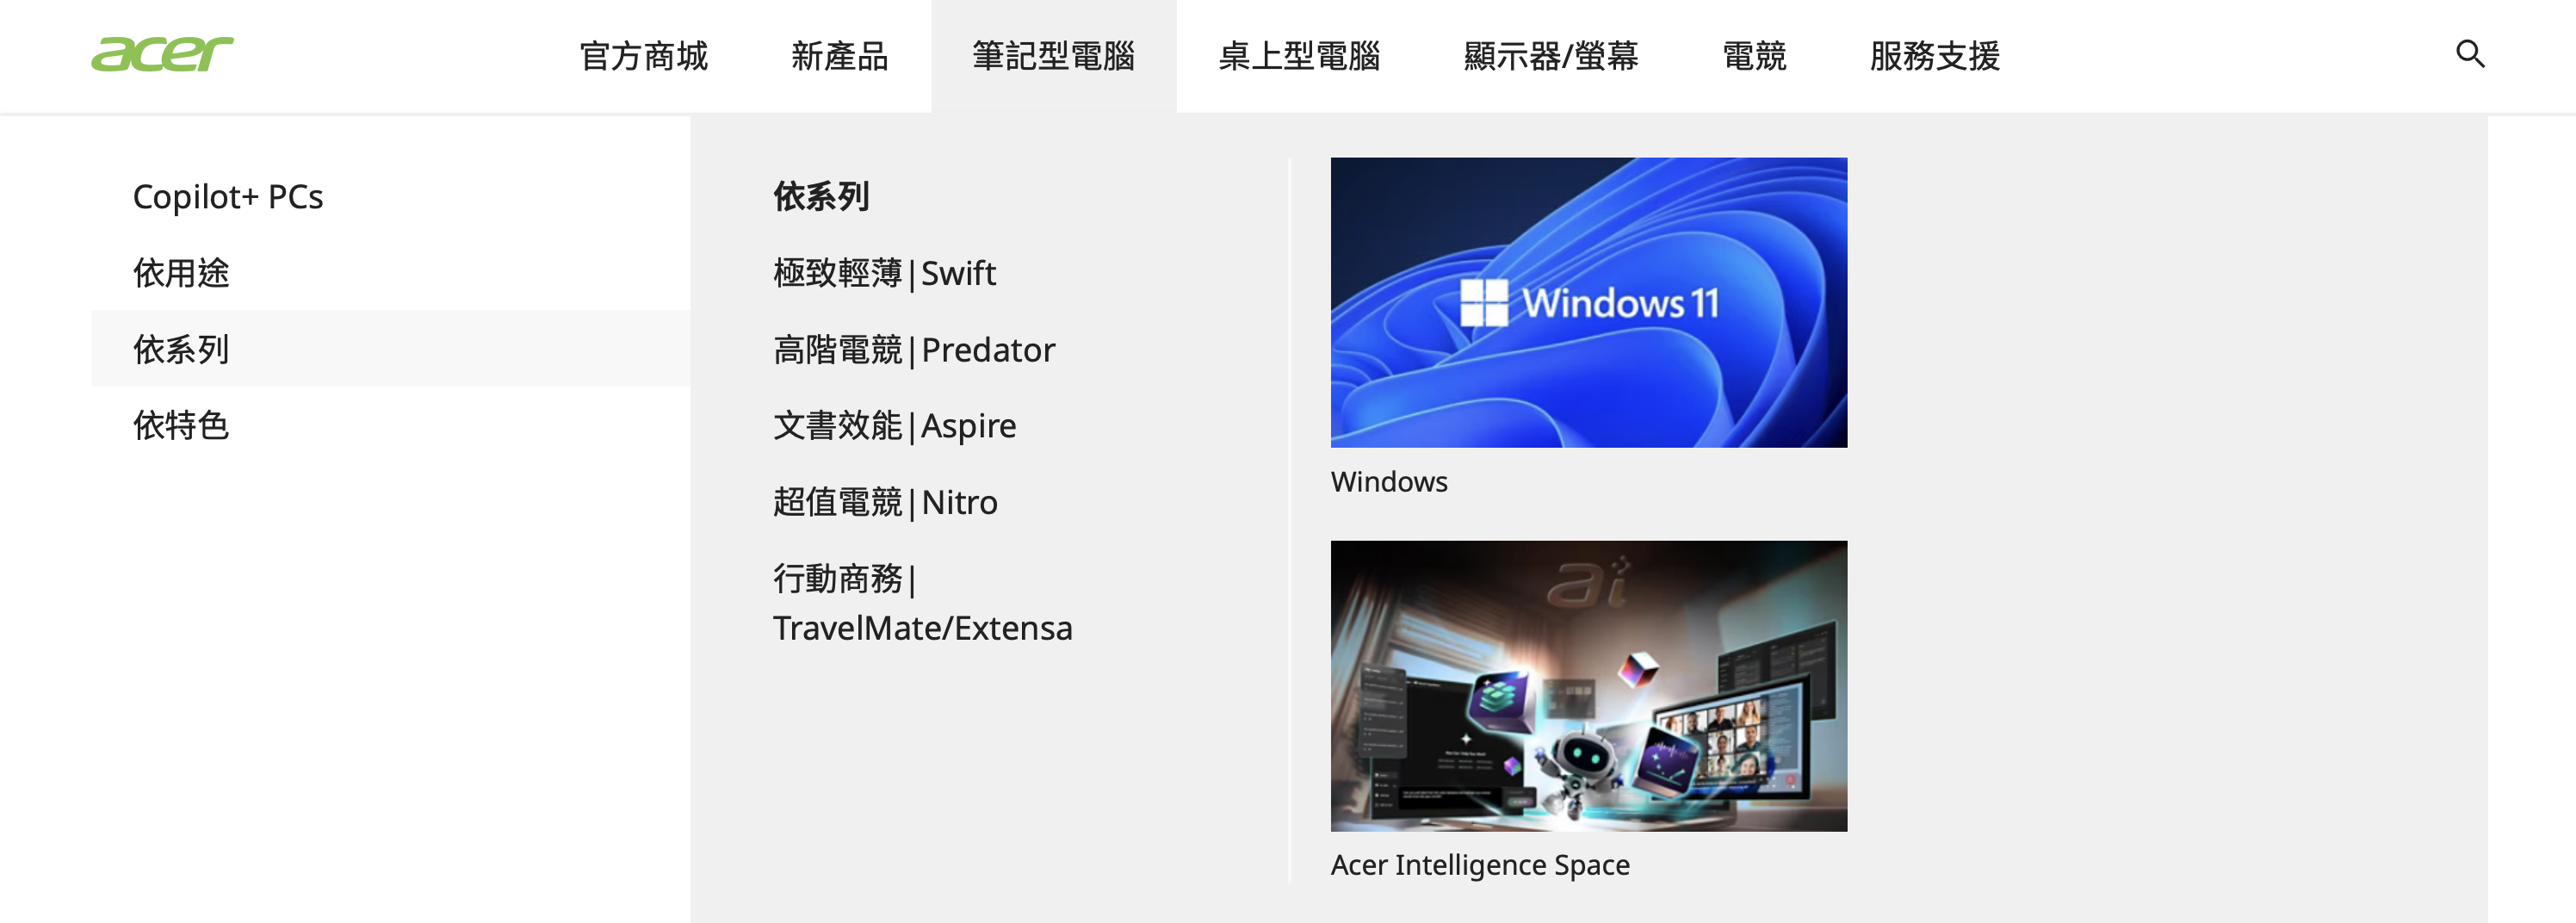 acer
官方商城
新產品
筆記型電腦
桌上型電腦
顯示器/螢幕
電競
服務支援
Copilot+ PCs
依用途
依系列
依特色
依系列
極致輕薄|Swift
高階電競|Predator
文書效能|Aspire
超值電競|Nitro
行動商務|
TravelMate/Extensa
Windows 11
Windows
ai
Acer Intelligence Space